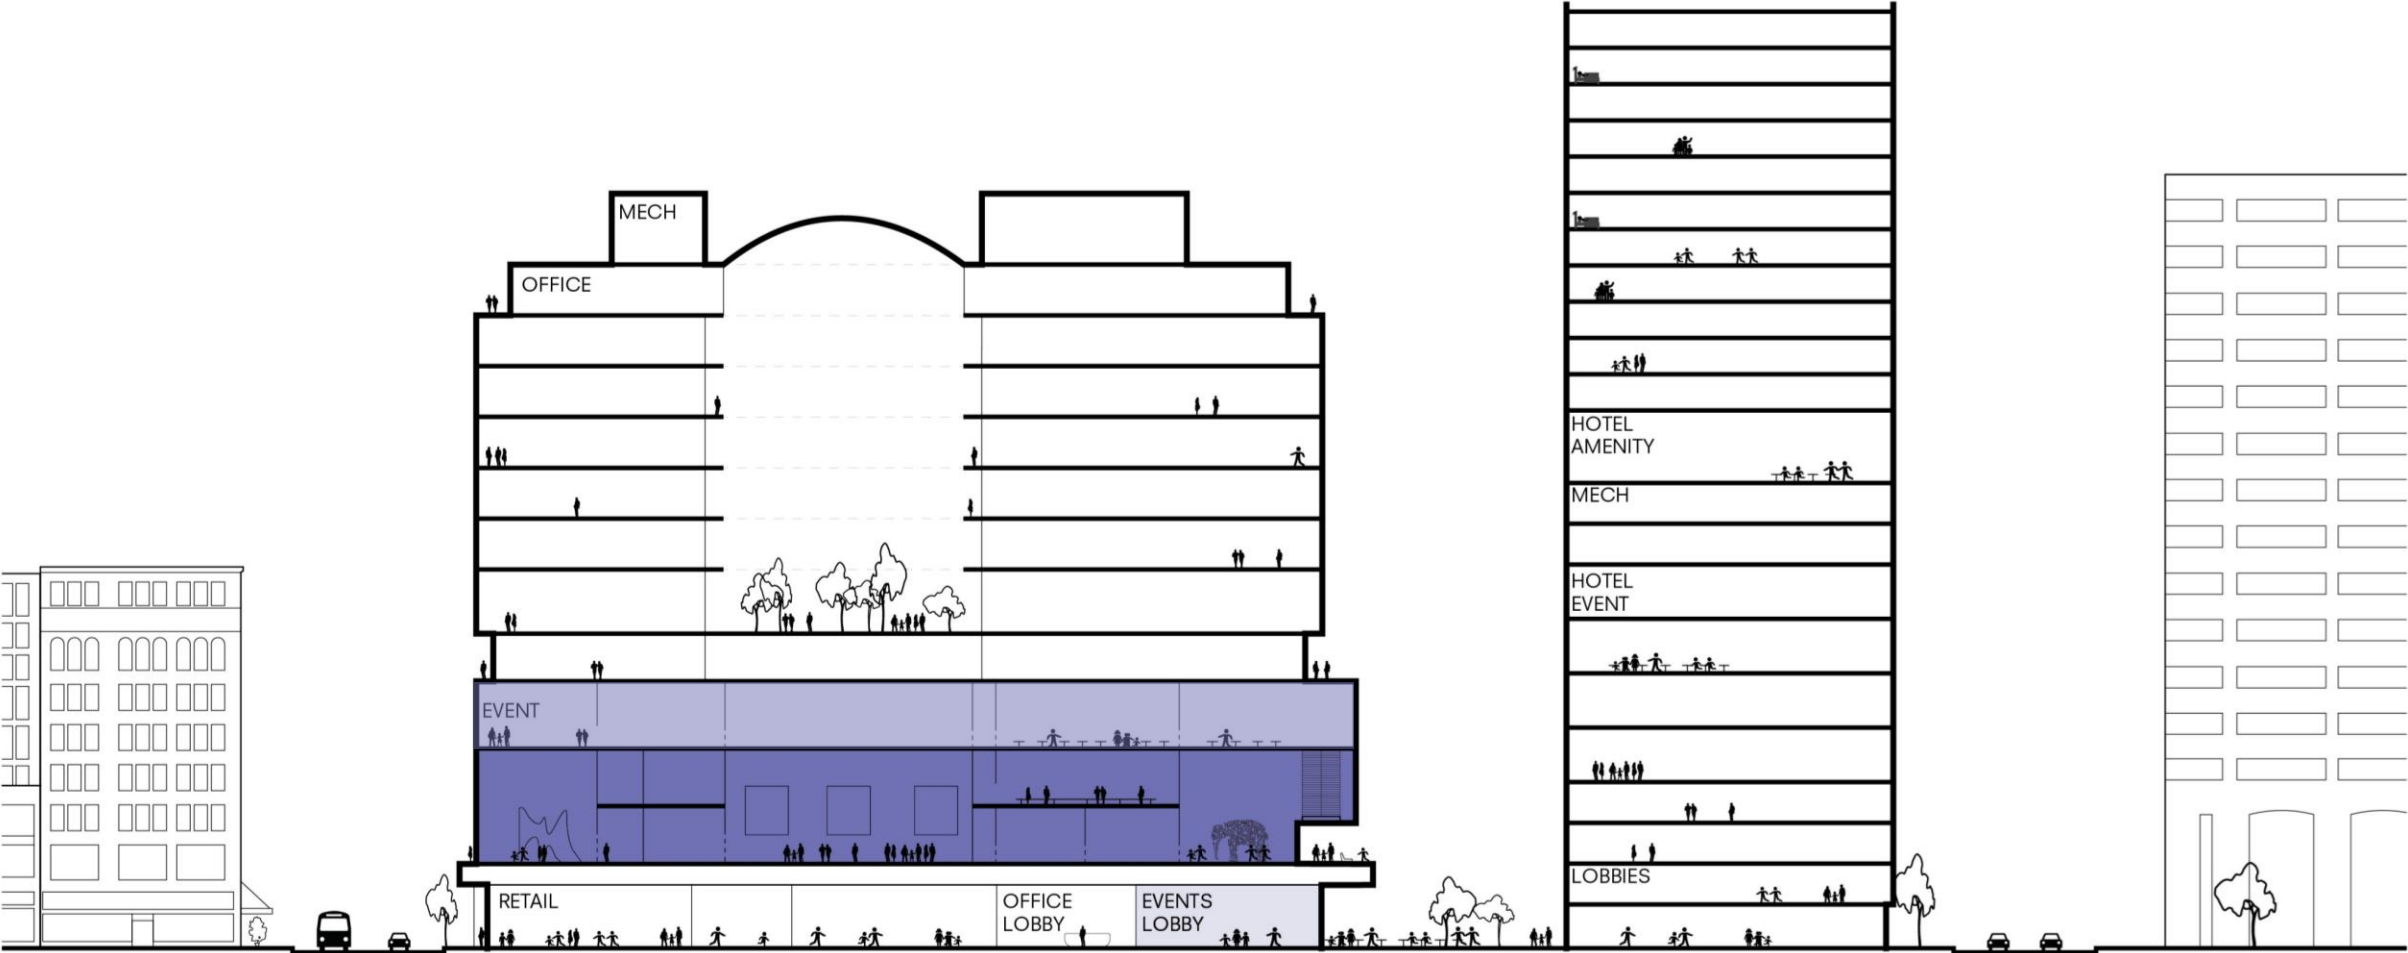 MECH
OFFICE
EVENT
RETAIL
OFFICE
LOBBY
EVENTS
LOBBY
HOTEL
AMENITY
MECH
HOTEL
EVENT
LOBBIES